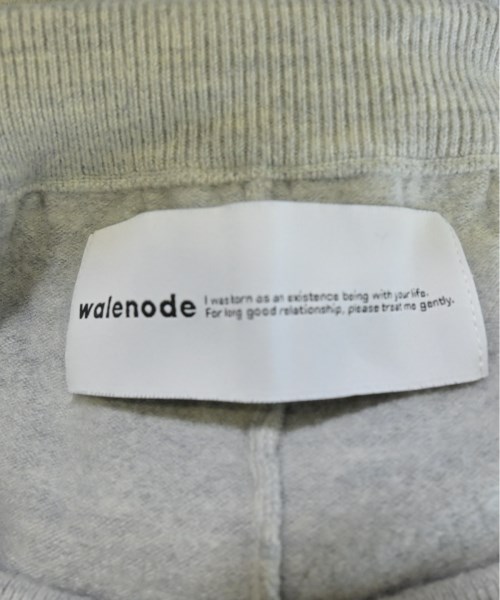 walenode
I was born as an existence being with your life.
For long good relationship, please treat me gently.